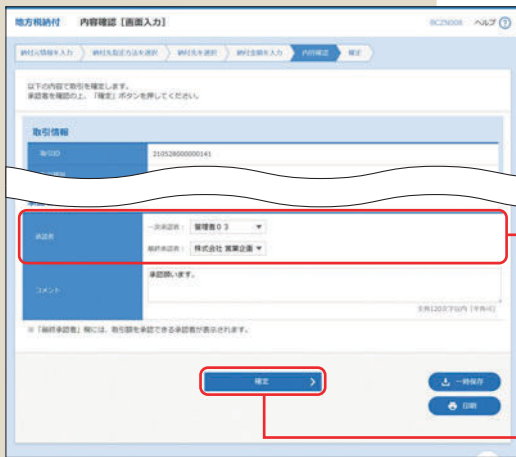 地方税納付 内容確認 [画面入力]
BCZN008 ヘルプ ?
納付元情報を入力 納付先指定方法を選択 納付先を選択 納付金額を入力 内容確認 確定
以下の内容で取引を確定します。
承認者を確認の上、「確定」ボタンを押してください。
取引情報
取引ID 210528000000141
承認者
一次承認者: 管理者03 ▼
最終承認者: 株式会社 営業企画 ▼
コメント
承認願います。
全角120文字以内 [半角可]
※「最終承認者」欄には、取引額を承認できる承認者が表示されます。
確定
一時保存
印刷